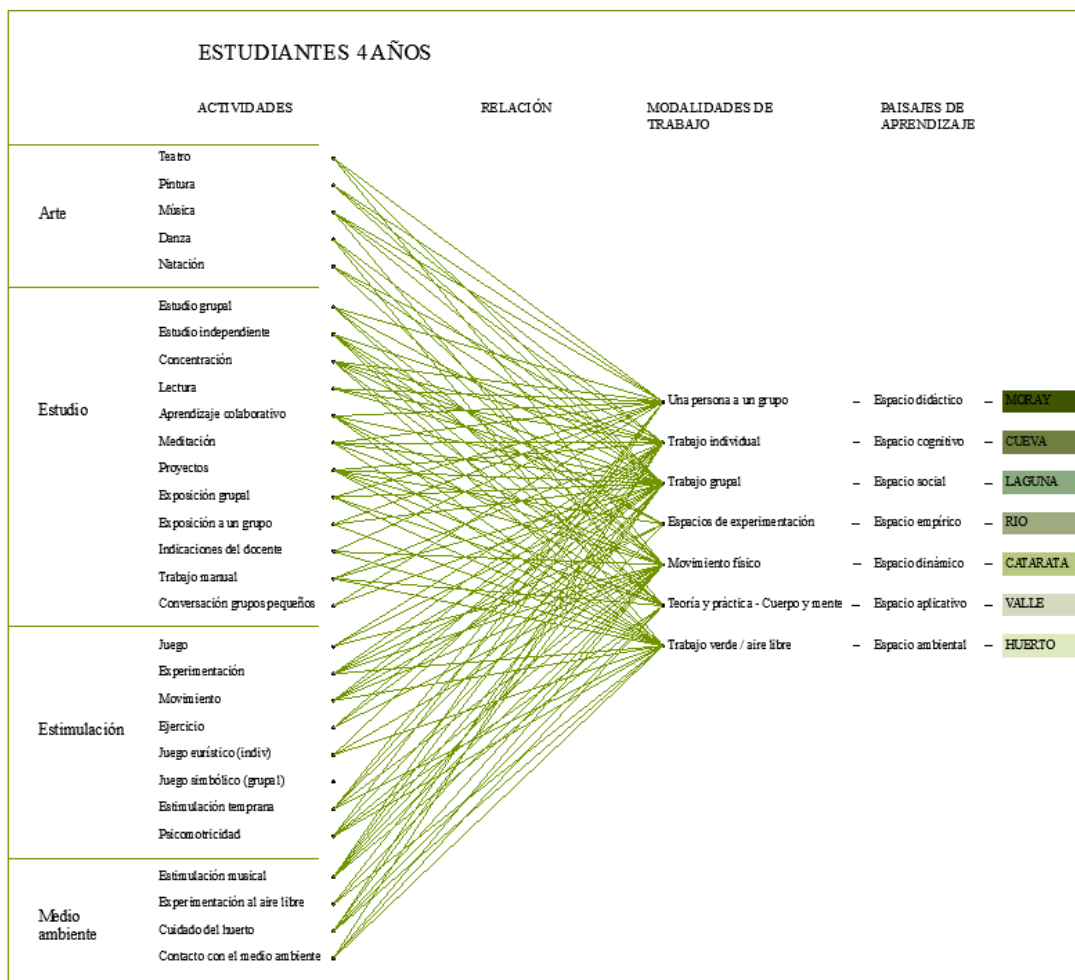 ESTUDIANTES 4 AÑOS
ACTIVIDADES
RELACIÓN
MODALIDADES DE
TRABAJO
PAISAJES DE
APRENDIZAJE
Arte
Teatro
Pintura
Música
Danza
Natación
Estudio
Estudio grupal
Estudio independiente
Concentración
Lectura
Aprendizaje colaborativo
Meditación
Proyectos
Exposición grupal
Exposición a un grupo
Indicaciones del docente
Trabajo manual
Conversación grupos pequeños
Estimulación
Juego
Experimentación
Movimiento
Ejercicio
Juego eurístico (indiv)
Juego simbólico (grupal)
Estimulación temprana
Psicomotricidad
Medio
ambiente
Estimulación musical
Experimentación al aire libre
Cuidado del huerto
Contacto con el medio ambiente
Una persona a un grupo – Espacio didáctico – MORAY
Trabajo individual – Espacio cognitivo – CUEVA
Trabajo grupal – Espacio social – LAGUNA
Espacios de experimentación – Espacio empírico – RIO
Movimiento físico – Espacio dinámico – CATARATA
Teoría y práctica - Cuerpo y mente – Espacio aplicativo – VALLE
Trabajo verde / aire libre – Espacio ambiental – HUERTO